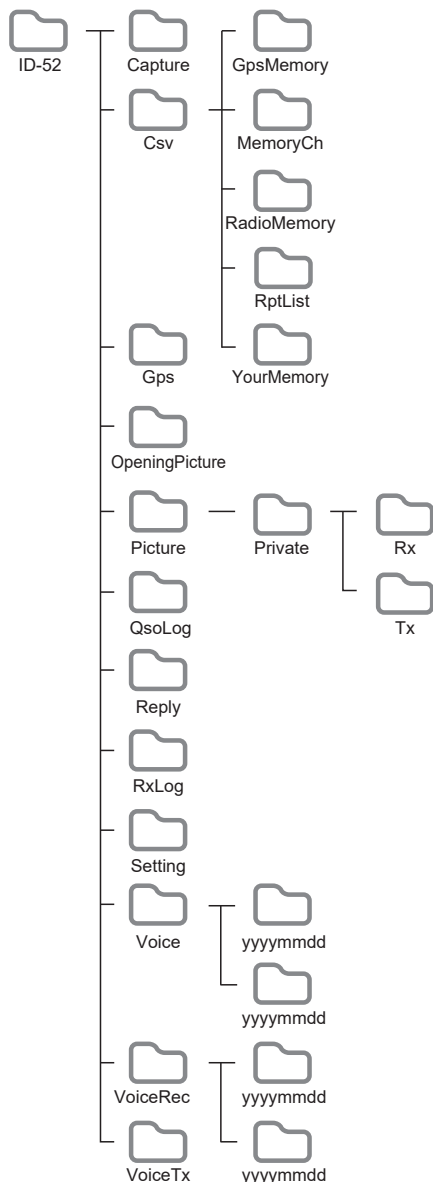 ID-52
Capture
GpsMemory
Csv
MemoryCh
RadioMemory
RptList
Gps
YourMemory
OpeningPicture
Picture
Private
Rx
QsoLog
Tx
Reply
RxLog
Setting
Voice
yyyymmdd
yyyymmdd
VoiceRec
yyyymmdd
VoiceTx
yyyymmdd